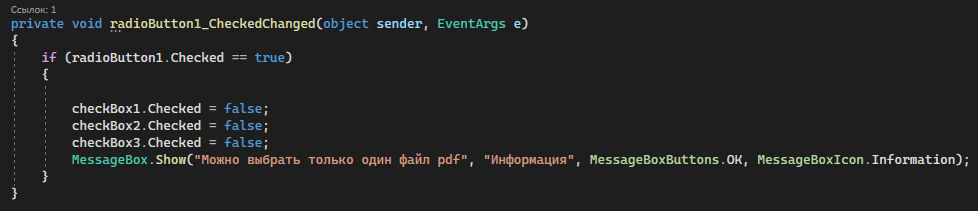 Ссылок: 1
private void radioButton1_CheckedChanged(object sender, EventArgs e)
{
if (radioButton1.Checked == true)
{
checkBox1.Checked = false;
checkBox2.Checked = false;
checkBox3.Checked = false;
MessageBox.Show("Можно выбрать только один файл pdf", "Информация", MessageBoxButtons.OK, MessageBoxIcon.Information);
}
}